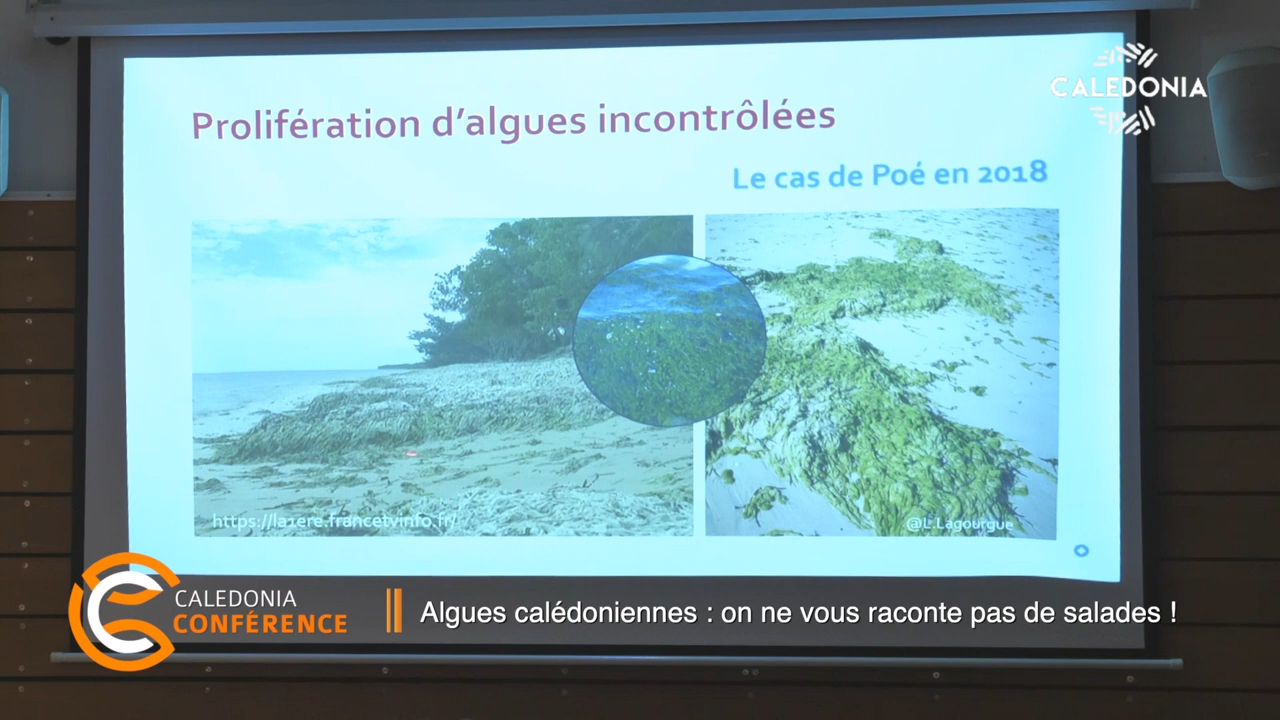 CALEDONIA
Prolifération d'algues incontrôlées
Le cas de Poé en 2018
https://la1ere.francetvinfo.fr/
@L.Lagourgue
CALEDONIA
CONFÉRENCE
Algues calédoniennes : on ne vous raconte pas de salades !